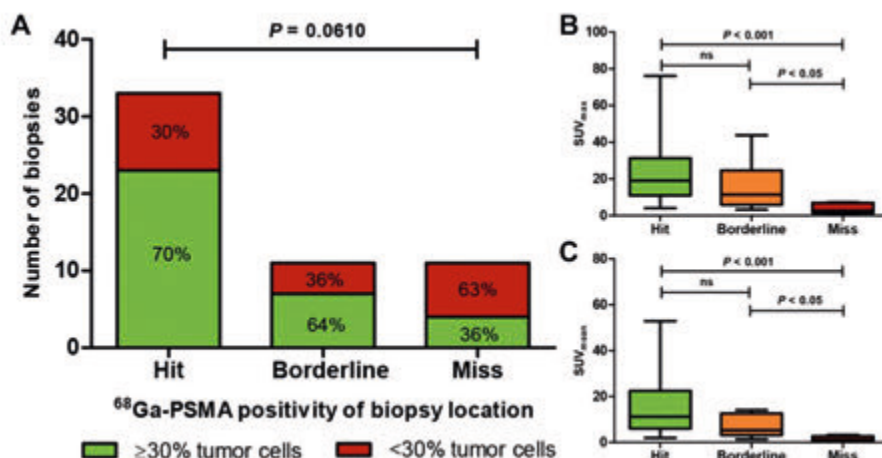 A
P = 0.0610
40
30
20
10
0
Number of biopsies
30%
70%
36%
64%
63%
36%
Hit Borderline Miss
⁶⁸Ga-PSMA positivity of biopsy location
≥30% tumor cells <30% tumor cells
B
P < 0.001
ns
P < 0.05
100
80
60
40
20
0
SUVmax
Hit Borderline Miss
C
P < 0.001
ns
P < 0.05
80
60
40
20
0
SUVmean
Hit Borderline Miss